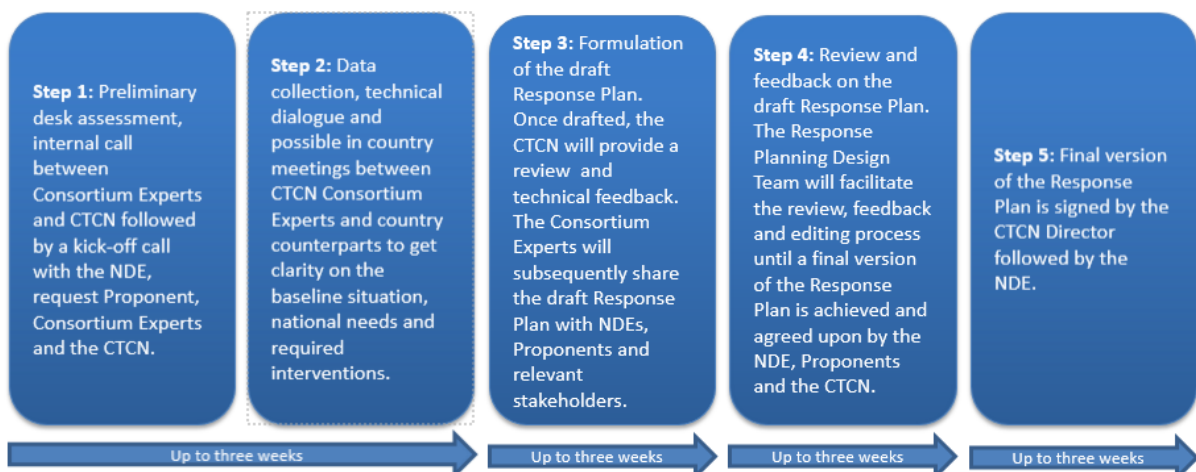 Step 1: Preliminary
desk assessment,
internal call
between
Consortium Experts
and CTCN followed
by a kick-off call
with the NDE,
request Proponent,
Consortium Experts
and the CTCN.
Step 2: Data
collection, technical
dialogue and
possible in country
meetings between
CTCN Consortium
Experts and country
counterparts to get
clarity on the
baseline situation,
national needs and
required
interventions.
Step 3: Formulation
of the draft
Response Plan.
Once drafted, the
CTCN will provide a
review and
technical feedback.
The Consortium
Experts will
subsequently share
the draft Response
Plan with NDEs,
Proponents and
relevant
stakeholders.
Step 4: Review and
feedback on the
draft Response Plan.
The Response
Planning Design
Team will facilitate
the review, feedback
and editing process
until a final version
of the Response
Plan is achieved and
agreed upon by the
NDE, Proponents
and the CTCN.
Step 5: Final version
of the Response
Plan is signed by the
CTCN Director
followed by the
NDE.
Up to three weeks
Up to three weeks
Up to three weeks
Up to three weeks